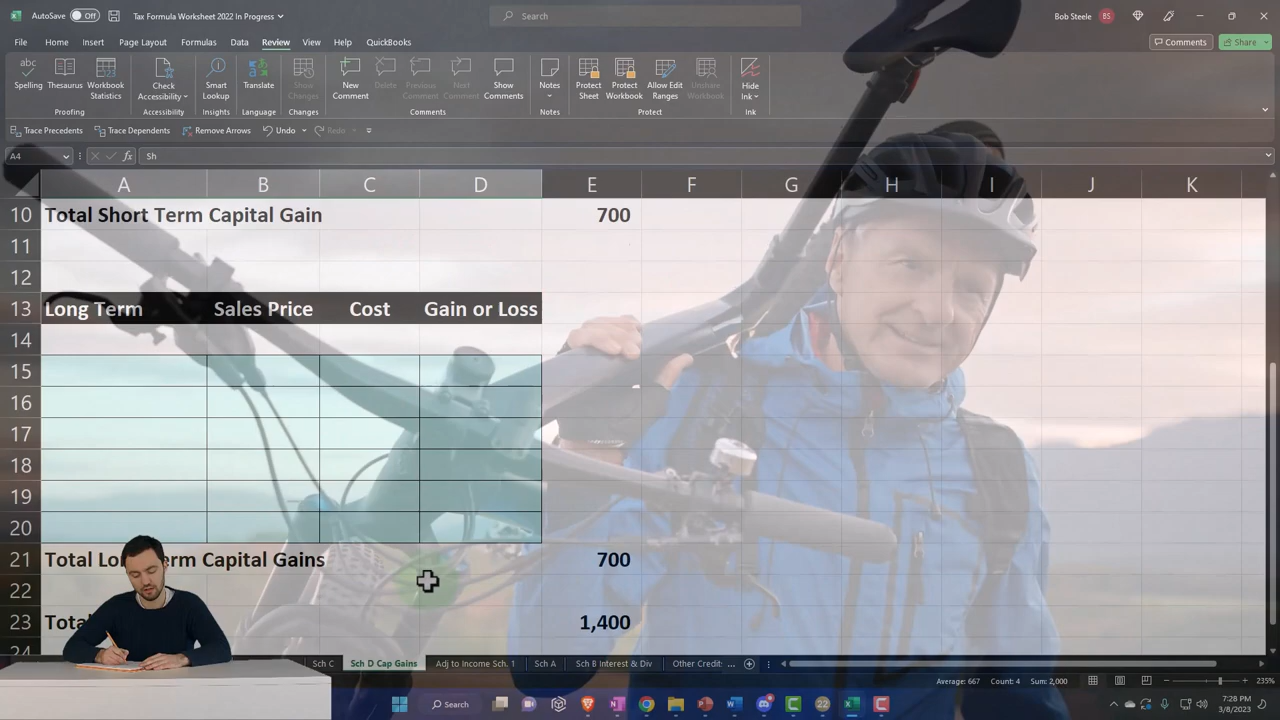 AutoSave Off Tax Formula Worksheet 2022 In Progress Search Bob Steele BS
File Home Insert Page Layout Formulas Data Review View Help QuickBooks Comments Share
abc
Spelling Thesaurus Workbook Statistics Check Accessibility Smart Lookup Translate Show Changes New Comment Delete Previous Comment Next Comment Show Comments Notes Protect Sheet Protect Workbook Allow Edit Ranges Unshare Workbook Hide Ink
Proofing Accessibility Insights Language Changes Comments Notes Protect Ink
Trace Precedents Trace Dependents Remove Arrows Undo Redo
A4 fx Sh
A B C D E F G H I J K
10 Total Short Term Capital Gain 700
11
12
13 Long Term Sales Price Cost Gain or Loss
14
15
16
17
18
19
20
21 Total Lo rm Capital Gains 700
22
23 Tota 1,400
24
Sch C Sch D Cap Gains Adj to Income Sch. 1 Sch A Sch B Interest & Div Other Credit: ...
Average: 667 Count: 4 Sum: 2,000 235%
Search 22 7:28 PM
3/8/2023